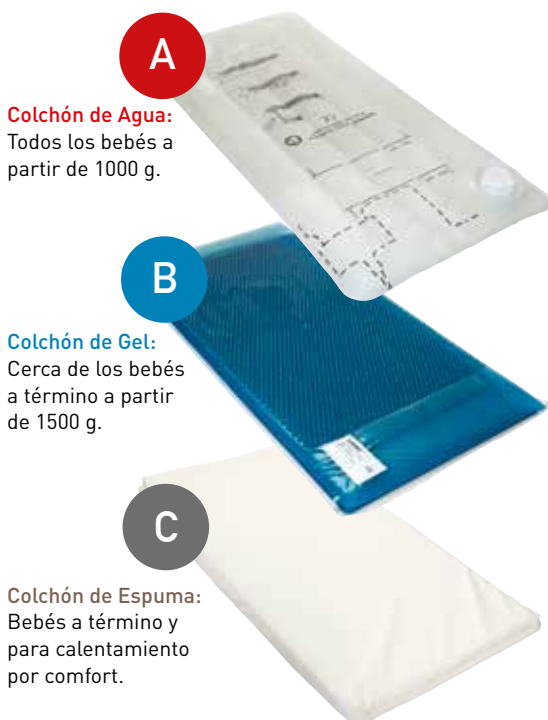 A
Colchón de Agua:
Todos los bebés a
partir de 1000 g.
B
Colchón de Gel:
Cerca de los bebés
a término a partir
de 1500 g.
C
Colchón de Espuma:
Bebés a término y
para calentamiento
por comfort.